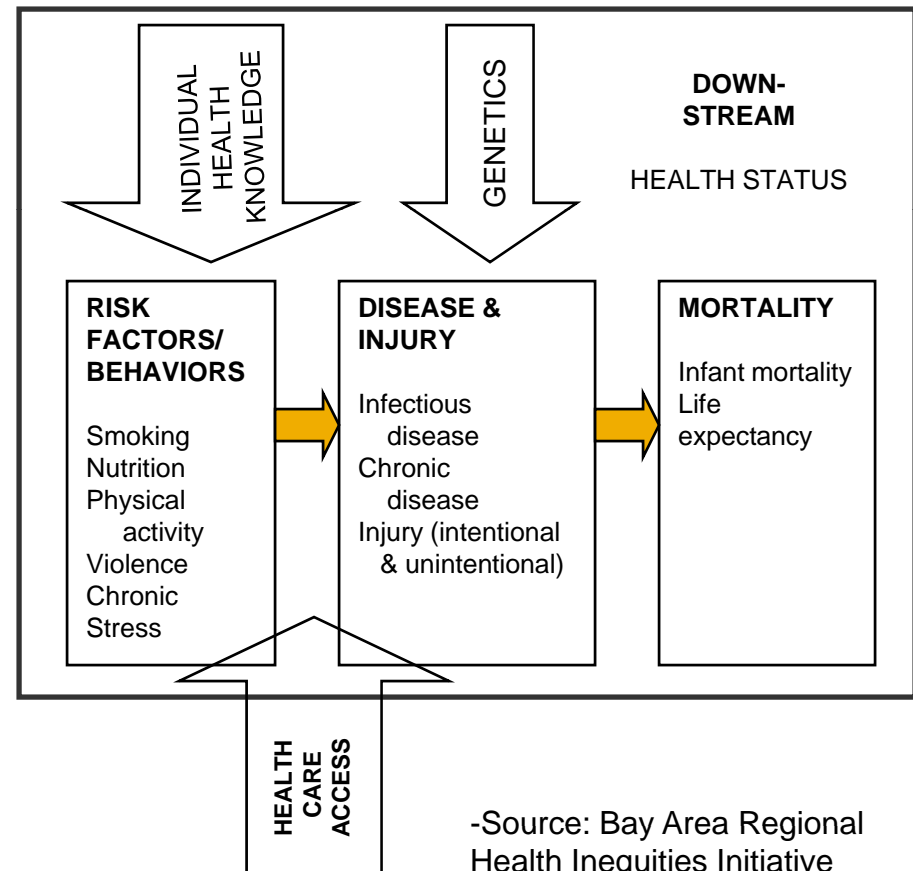 INDIVIDUAL
HEALTH
KNOWLEDGE
GENETICS
DOWN-
STREAM
HEALTH STATUS
RISK
FACTORS/
BEHAVIORS
Smoking
Nutrition
Physical
activity
Violence
Chronic
Stress
DISEASE &
INJURY
Infectious
disease
Chronic
disease
Injury (intentional
& unintentional)
MORTALITY
Infant mortality
Life
expectancy
HEALTH
CARE
ACCESS
-Source: Bay Area Regional
Health Inequities Initiative